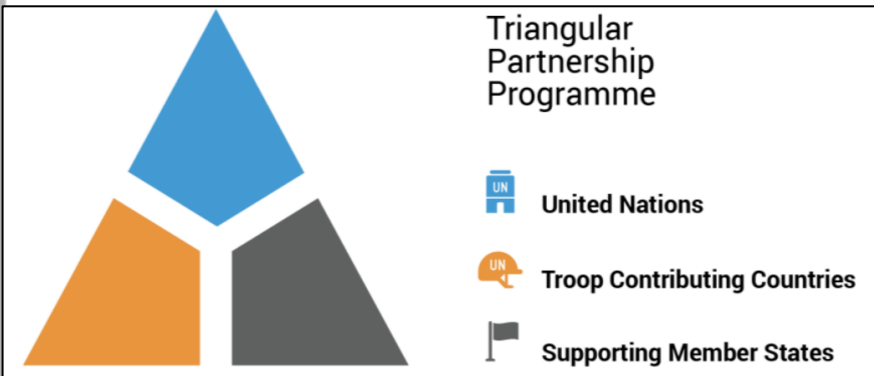 Triangular
Partnership
Programme
UN
United Nations
UN
Troop Contributing Countries
Supporting Member States